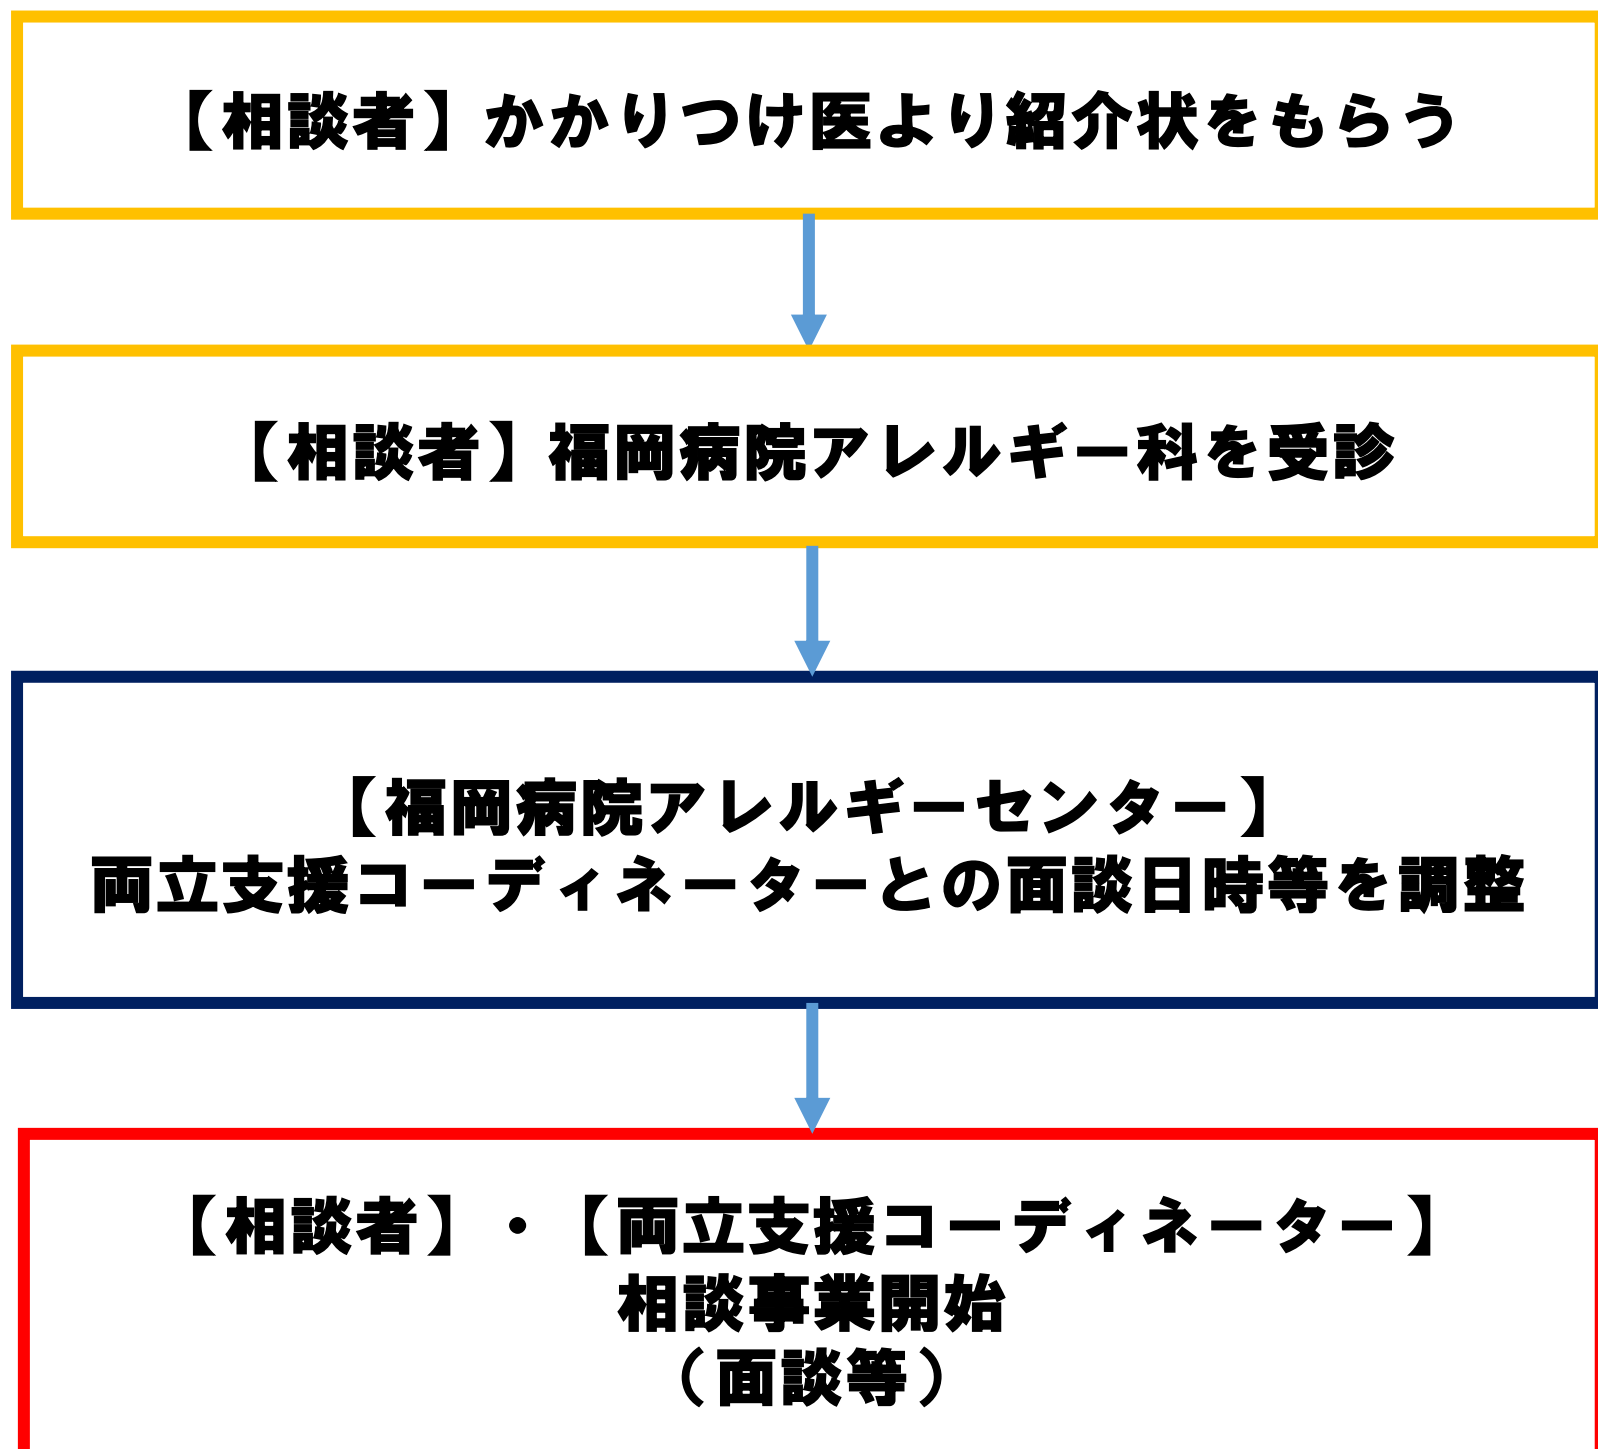 【相談者】かかりつけ医より紹介状をもらう
【相談者】福岡病院アレルギー科を受診
【福岡病院アレルギーセンター】
両立支援コーディネーターとの面談日時等を調整
【相談者】・【両立支援コーディネーター】
相談事業開始
（面談等）